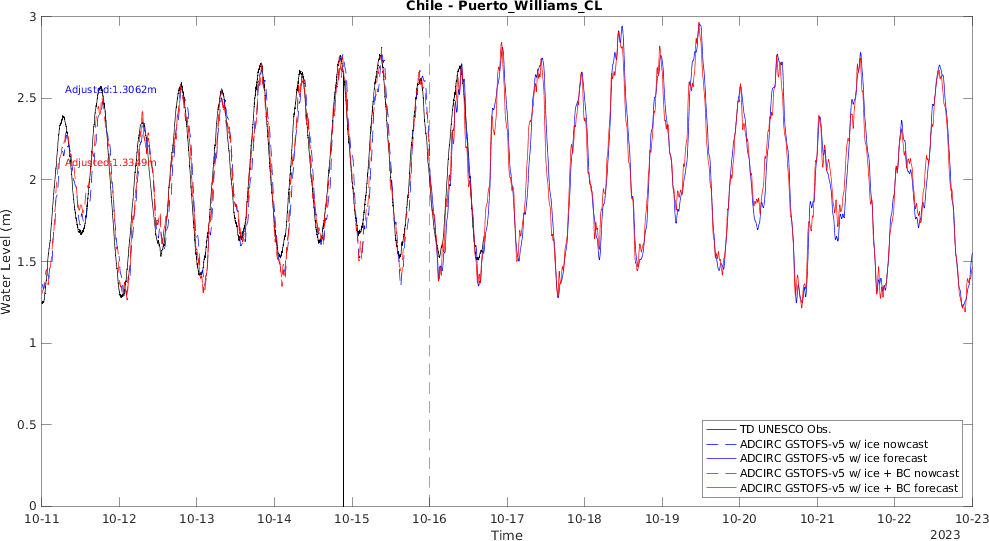 Chile - Puerto_Williams_CL
3
2.5
2
1.5
1
0.5
0
Water Level (m)
Adjusted:1.3062m
Adjusted:1.3349m
TD UNESCO Obs.
ADCIRC GSTOFS-v5 w/ ice nowcast
ADCIRC GSTOFS-v5 w/ ice forecast
ADCIRC GSTOFS-v5 w/ ice + BC nowcast
ADCIRC GSTOFS-v5 w/ ice + BC forecast
10-11 10-12 10-13 10-14 10-15 10-16 10-17 10-18 10-19 10-20 10-21 10-22 10-23
Time
2023